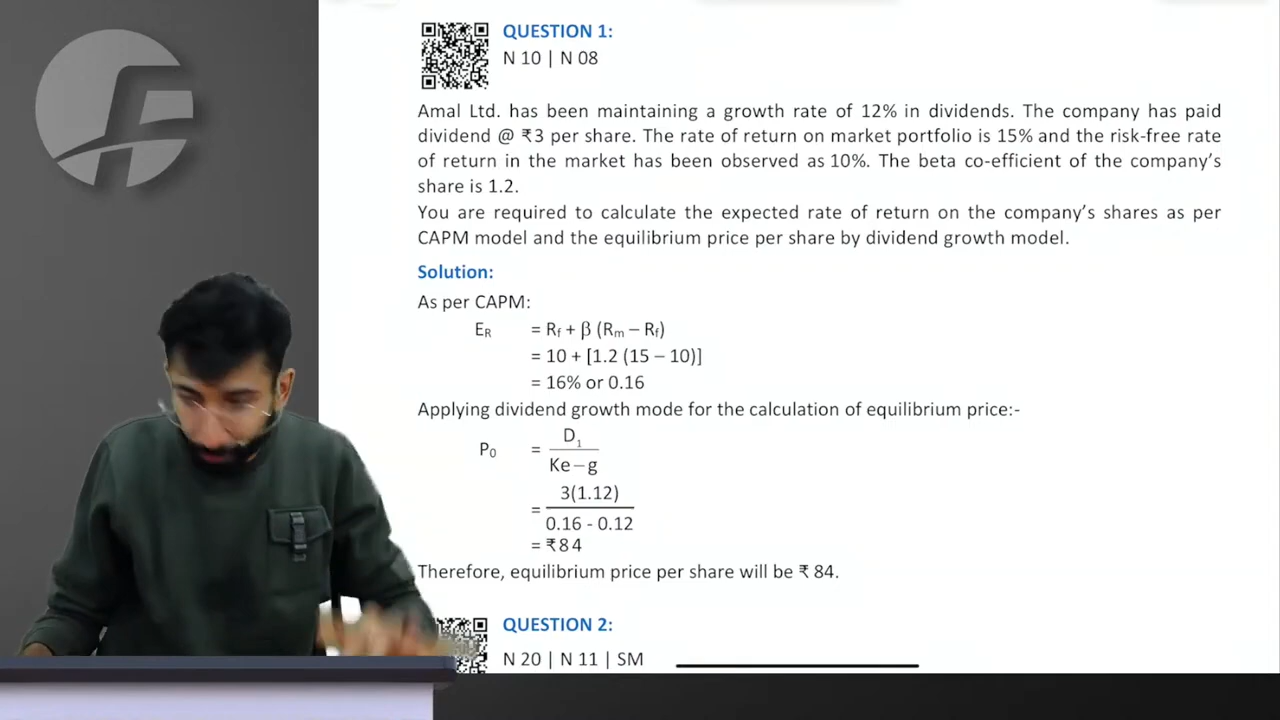 QUESTION 1:
N 10 | N 08
Amal Ltd. has been maintaining a growth rate of 12% in dividends. The company has paid
dividend @ ₹3 per share. The rate of return on market portfolio is 15% and the risk-free rate
of return in the market has been observed as 10%. The beta co-efficient of the company's
share is 1.2.
You are required to calculate the expected rate of return on the company's shares as per
CAPM model and the equilibrium price per share by dividend growth model.
Solution:
As per CAPM:
E_R = R_f + β (R_m – R_f)
= 10 + [1.2 (15 – 10)]
= 16% or 0.16
Applying dividend growth mode for the calculation of equilibrium price:-
P_0 = D_1
Ke – g
= 3(1.12)
0.16 - 0.12
= ₹84
Therefore, equilibrium price per share will be ₹ 84.
QUESTION 2:
N 20 | N 11 | SM